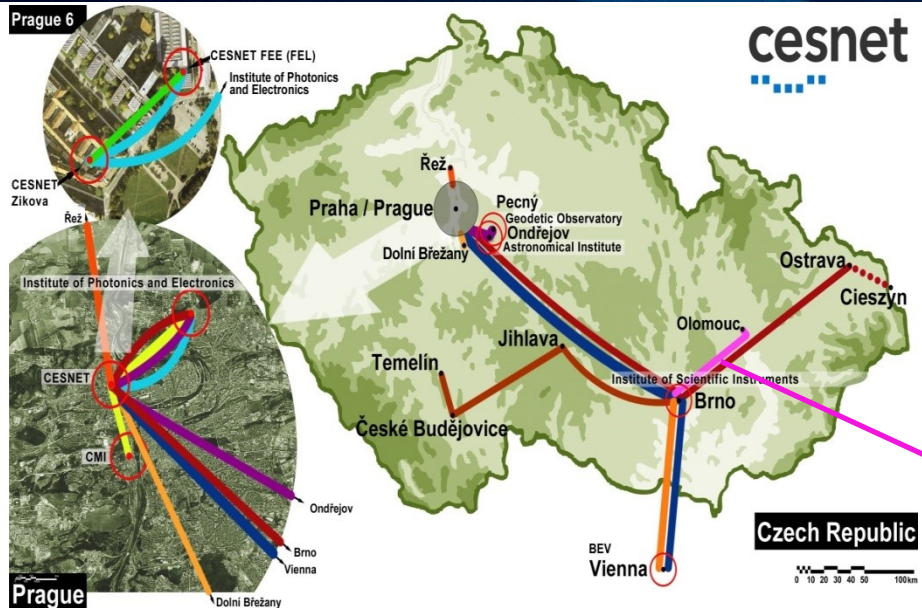 Prague 6
CESNET FEE (FEL)
Institute of Photonics
and Electronics
CESNET
Zikova
Řež
Institute of Photonics and Electronics
CESNET
CMI
Ondřejov
Brno
Vienna
Dolní Břežany
Prague
cesnet
Řež
Praha / Prague
Pecný
Geodetic Observatory
Ondřejov
Astronomical Institute
Dolní Břežany
Ostrava
Cieszyn
Olomouc
Jihlava
Temelín
Institute of Scientific Instruments
Brno
České Budějovice
BEV
Vienna
Czech Republic
0 10 20 30 40 50 100km